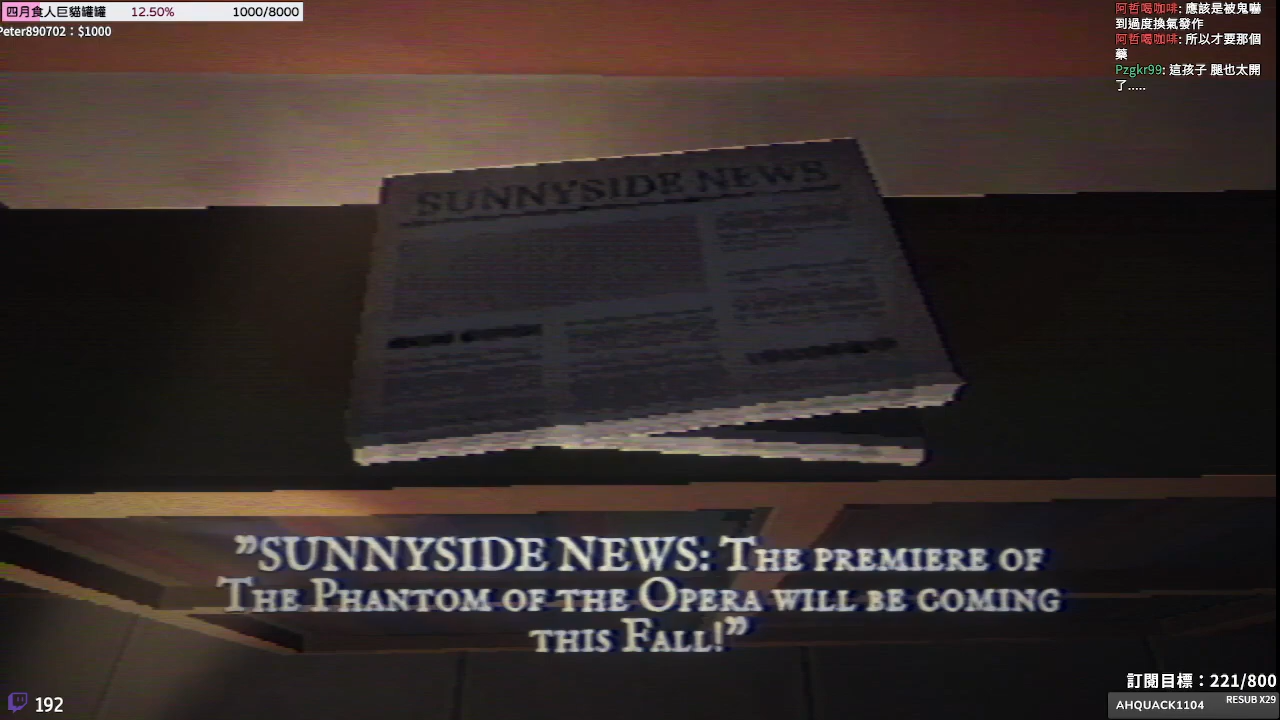 四月食人巨貓罐罐 12.50% 1000/8000
Peter890702：$1000
阿哲喝咖啡: 應該是被鬼嚇
到過度換氣發作
阿哲喝咖啡: 所以才要那個
藥
Pzgkr99: 這孩子 腿也太開
了.....
SUNNYSIDE NEWS
"SUNNYSIDE NEWS: THE PREMIERE OF
THE PHANTOM OF THE OPERA WILL BE COMING
THIS FALL!"
192
訂閱目標：221/800
AHQUACK1104 RESUB X29